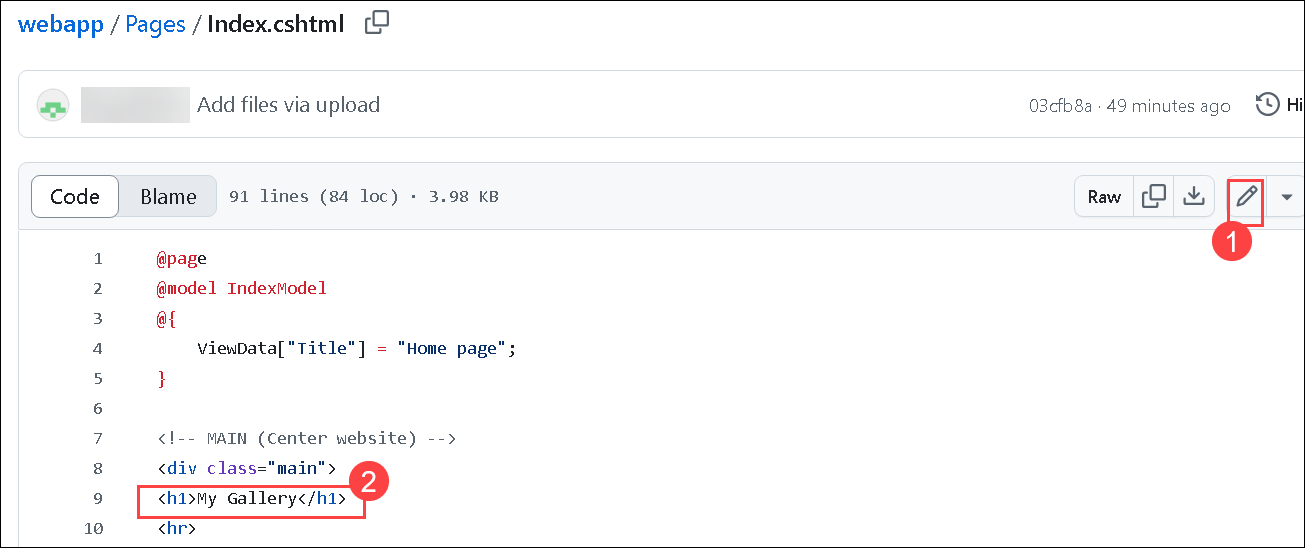 webapp / Pages / Index.cshtml
Add files via upload 03cfb8a · 49 minutes ago Hi
Code Blame 91 lines (84 loc) · 3.98 KB Raw
1
1 @page
2 @model IndexModel
3 @{
4     ViewData["Title"] = "Home page";
5 }
6
7 <!-- MAIN (Center website) -->
8 <div class="main">
2
9 <h1>My Gallery</h1>
10 <hr>